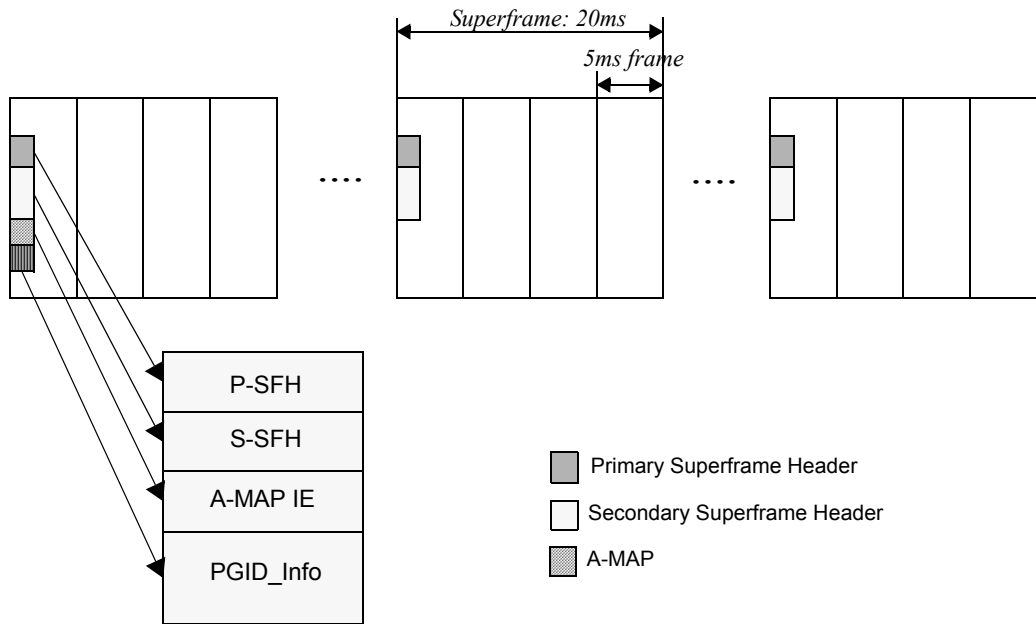 Superframe: 20ms
5ms frame
....
....
P-SFH
S-SFH
A-MAP IE
PGID_Info
Primary Superframe Header
Secondary Superframe Header
A-MAP